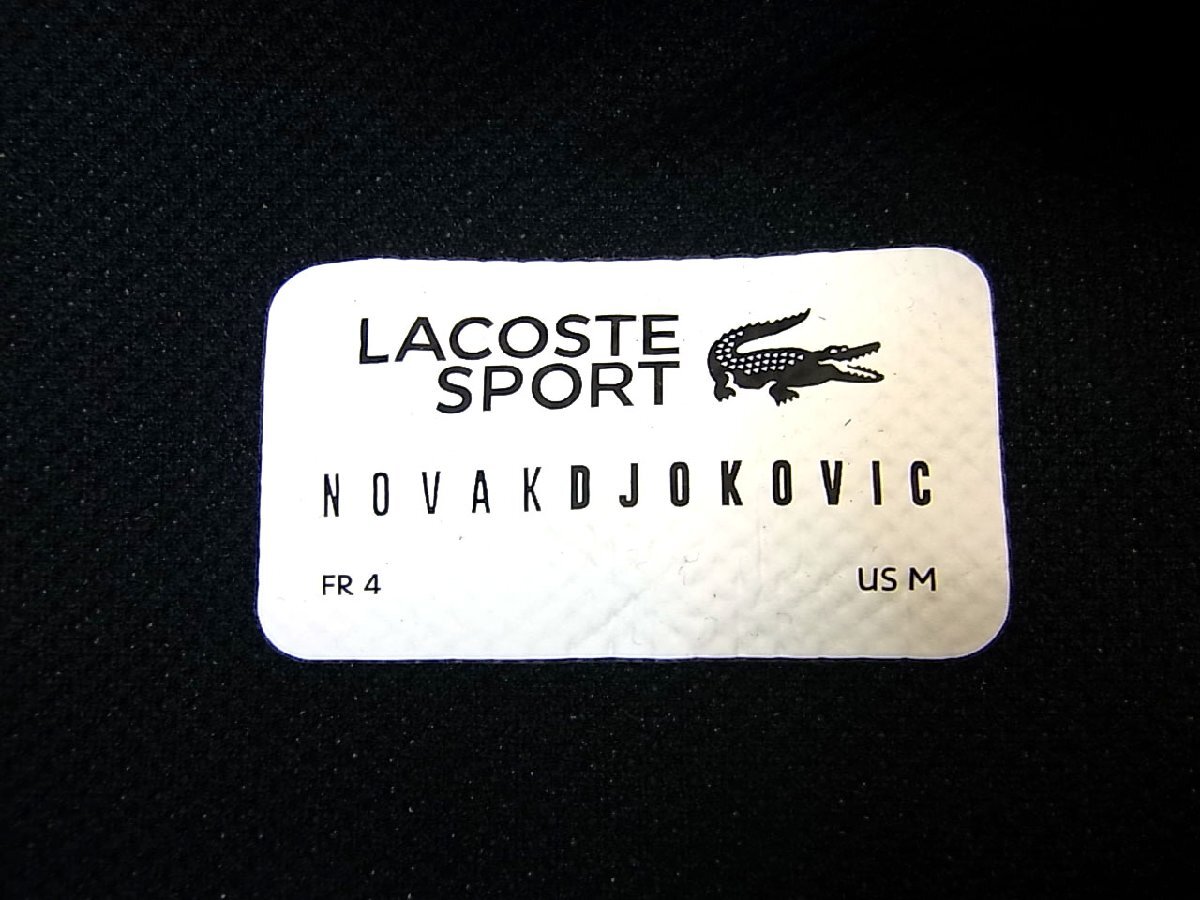 LACOSTE
SPORT
NOVAKDJOKOVIC
FR 4 US M